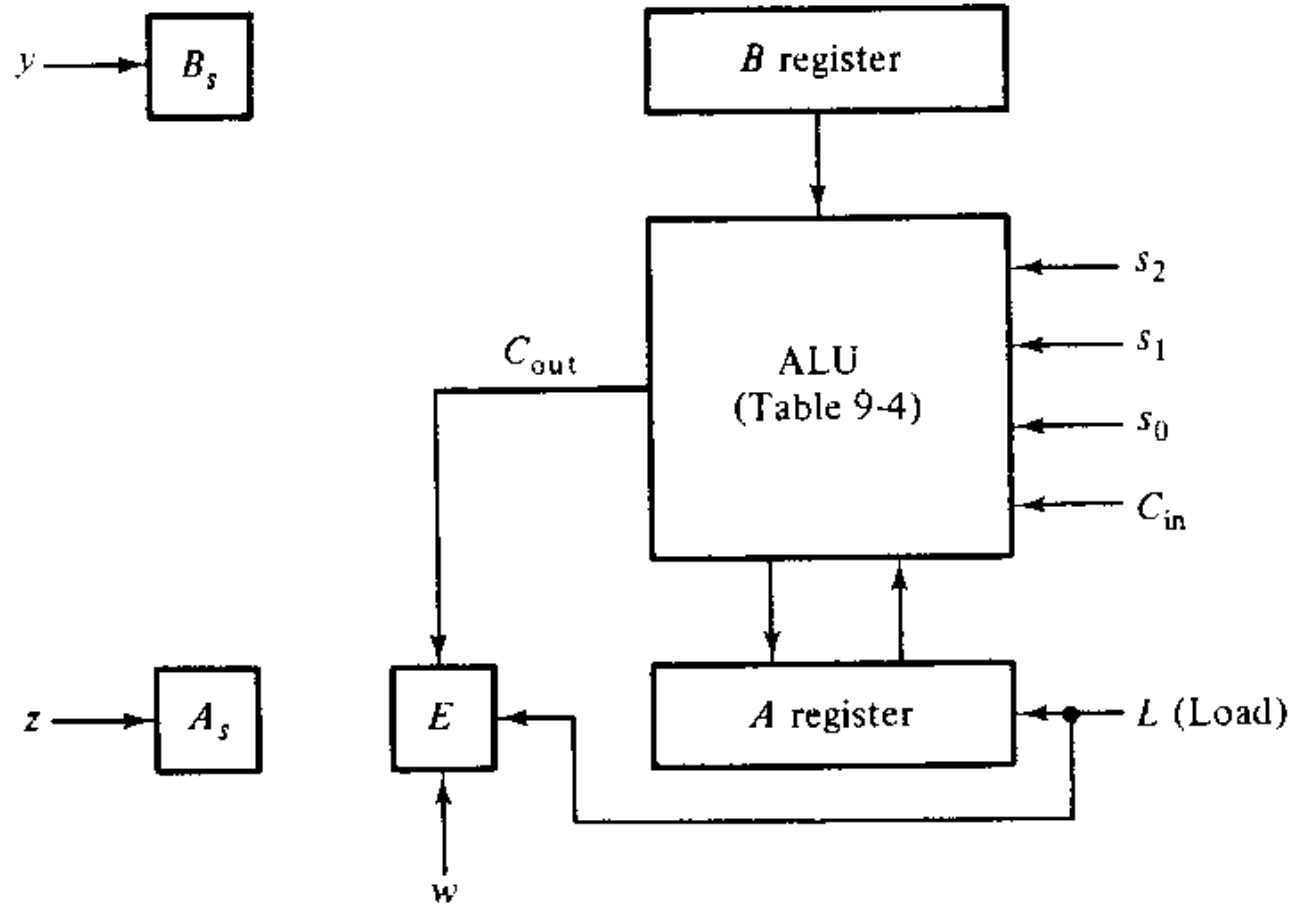 y
B_s
B register
s_2
s_1
C_out
ALU
(Table 9-4)
s_0
C_in
z
A_s
E
A register
L (Load)
w